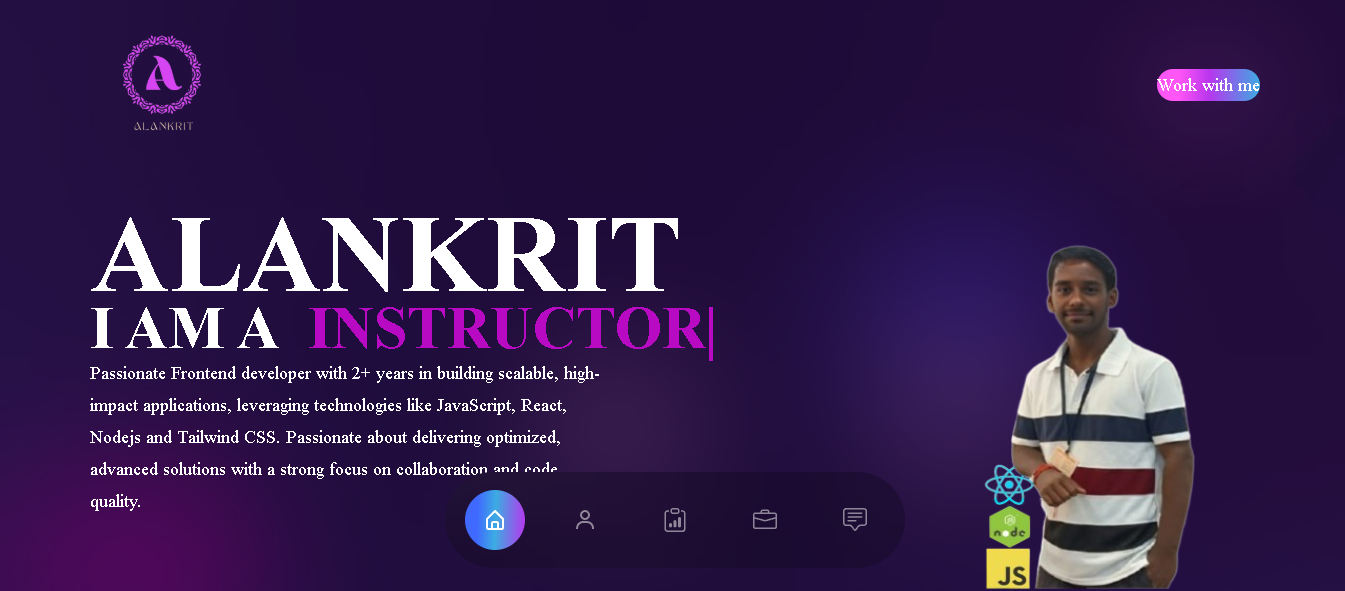 ALANKRIT
Work with me
ALANKRIT
I AM A INSTRUCTOR|
Passionate Frontend developer with 2+ years in building scalable, high-
impact applications, leveraging technologies like JavaScript, React,
Nodejs and Tailwind CSS. Passionate about delivering optimized,
advanced solutions with a strong focus on collaboration and code
quality.
node
JS